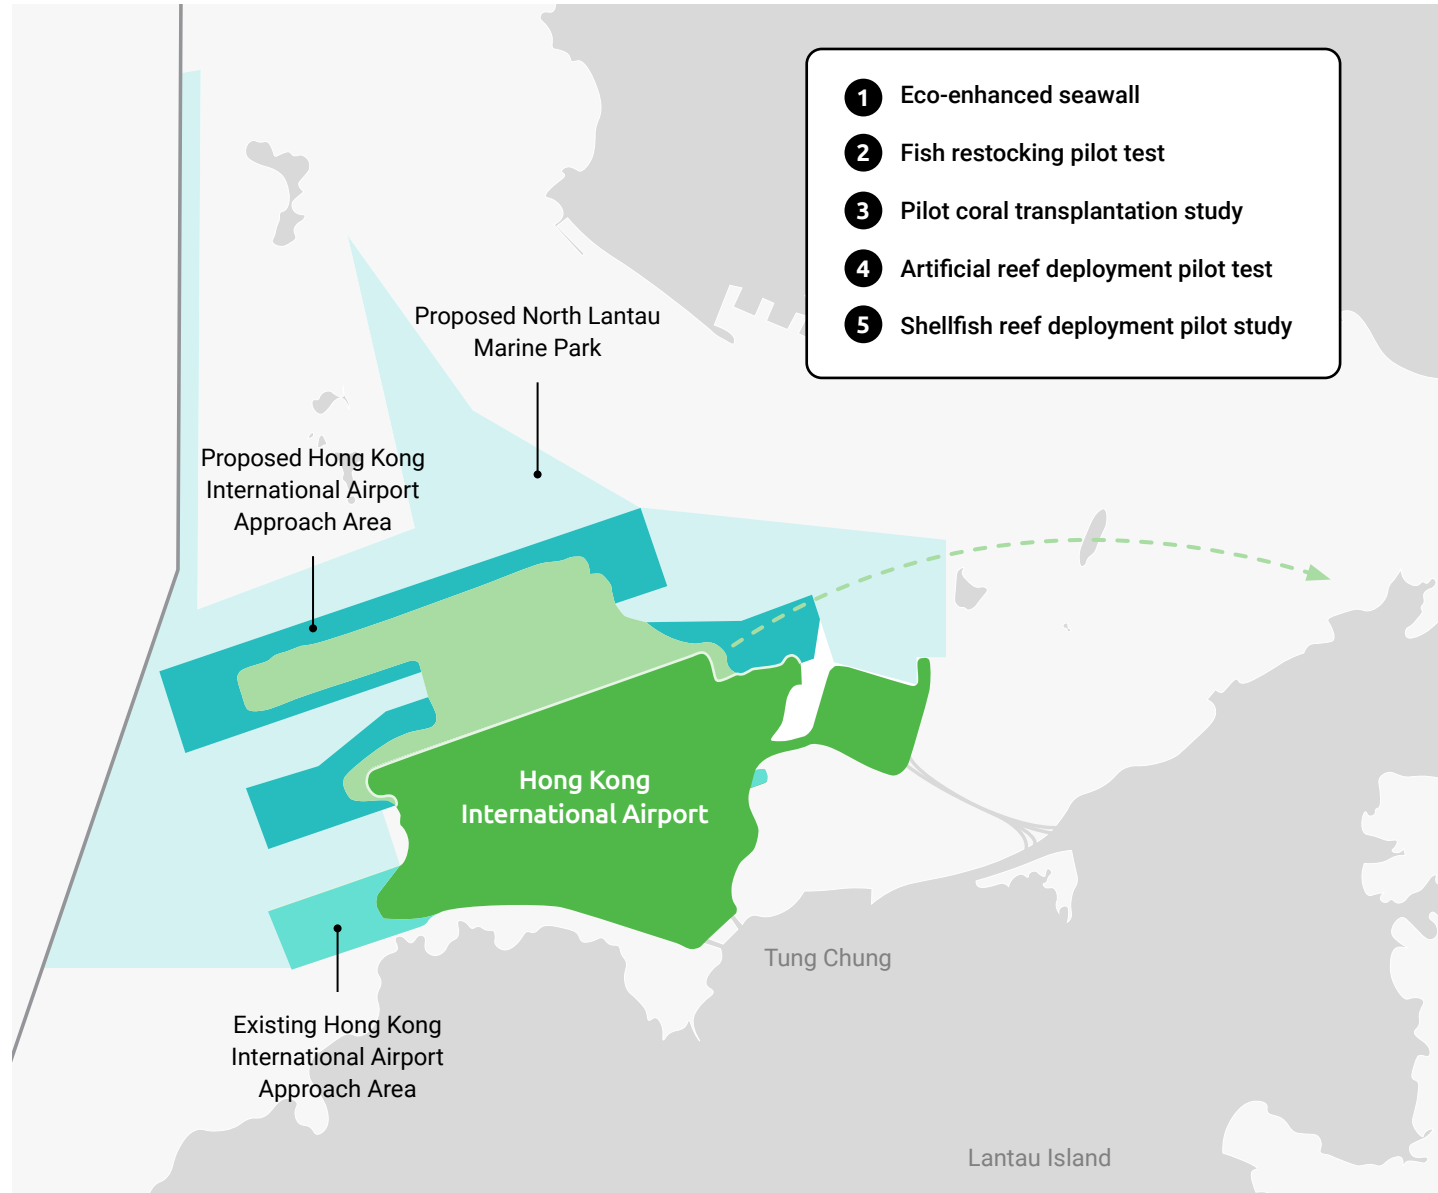 1 Eco-enhanced seawall
2 Fish restocking pilot test
3 Pilot coral transplantation study
4 Artificial reef deployment pilot test
5 Shellfish reef deployment pilot study
Proposed North Lantau
Marine Park
Proposed Hong Kong
International Airport
Approach Area
Hong Kong
International Airport
Tung Chung
Existing Hong Kong
International Airport
Approach Area
Lantau Island